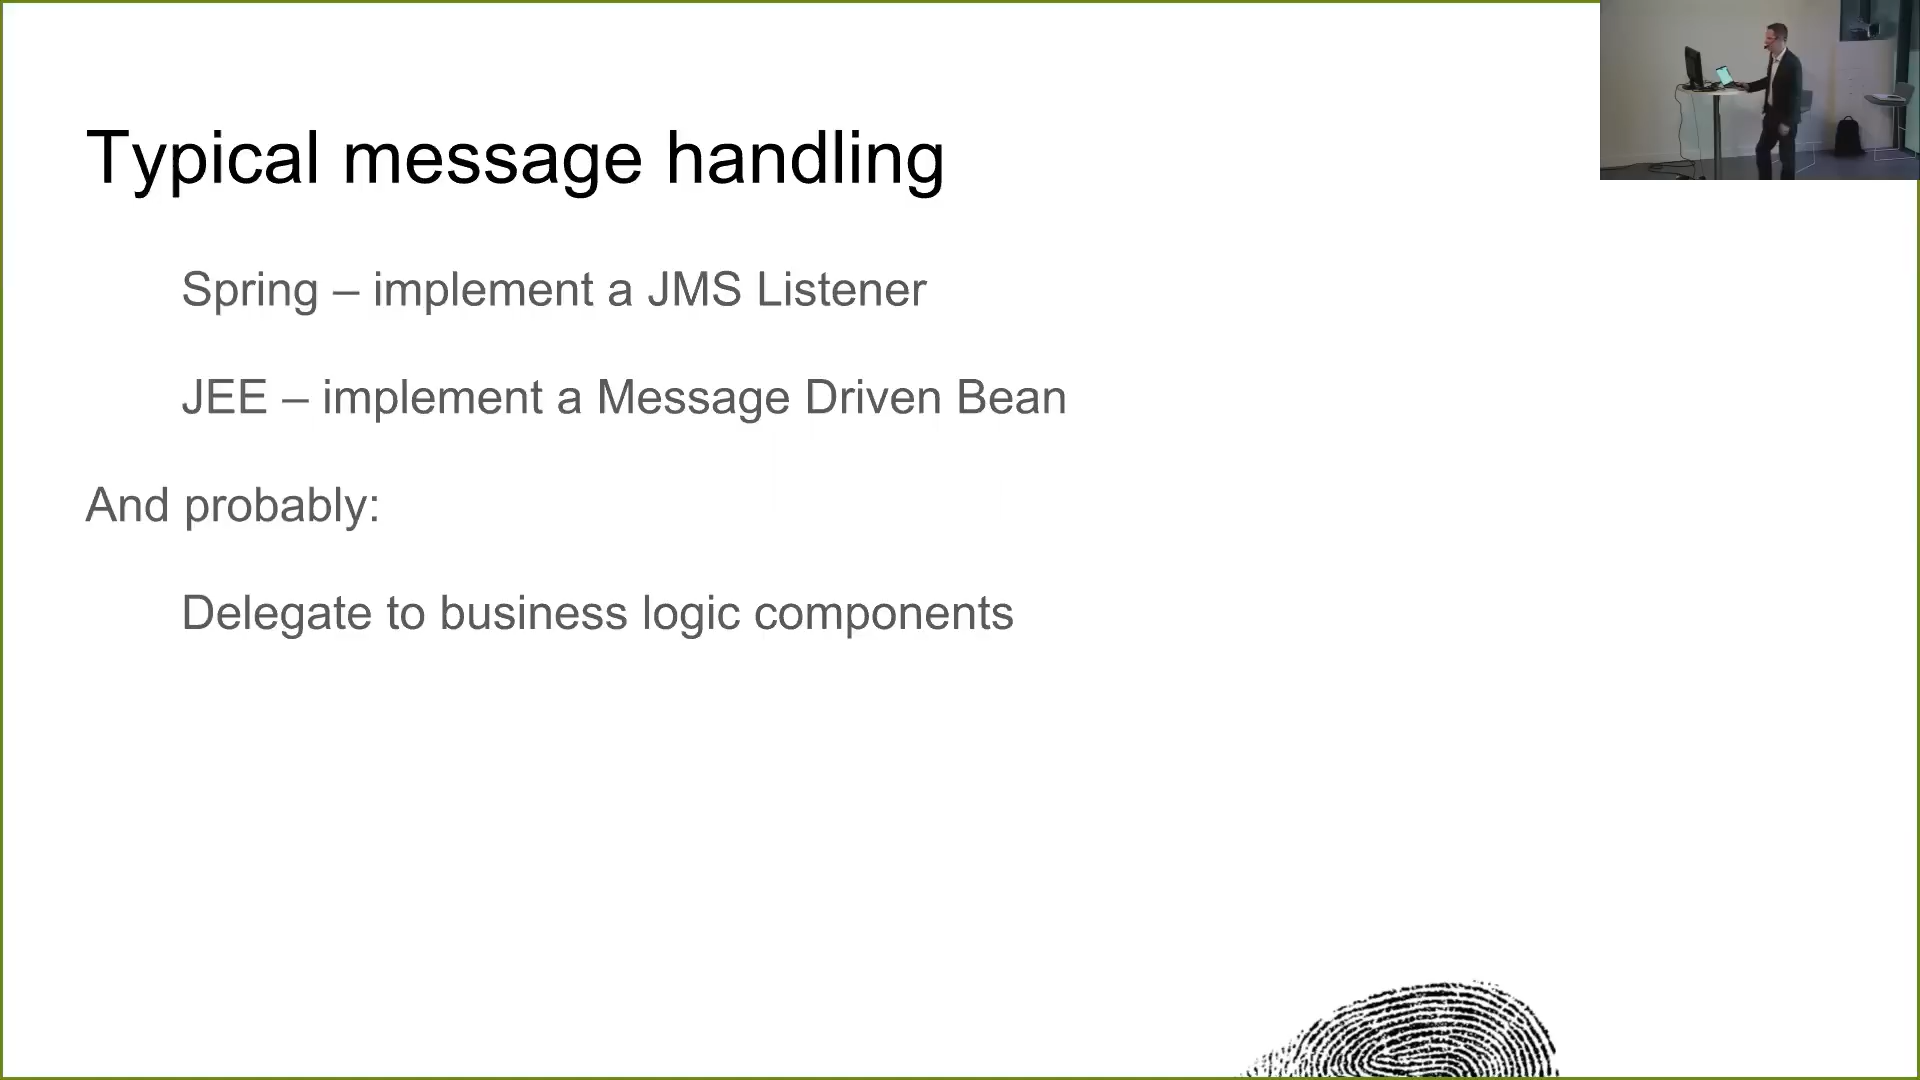 Typical message handling
Spring – implement a JMS Listener
JEE – implement a Message Driven Bean
And probably:
Delegate to business logic components